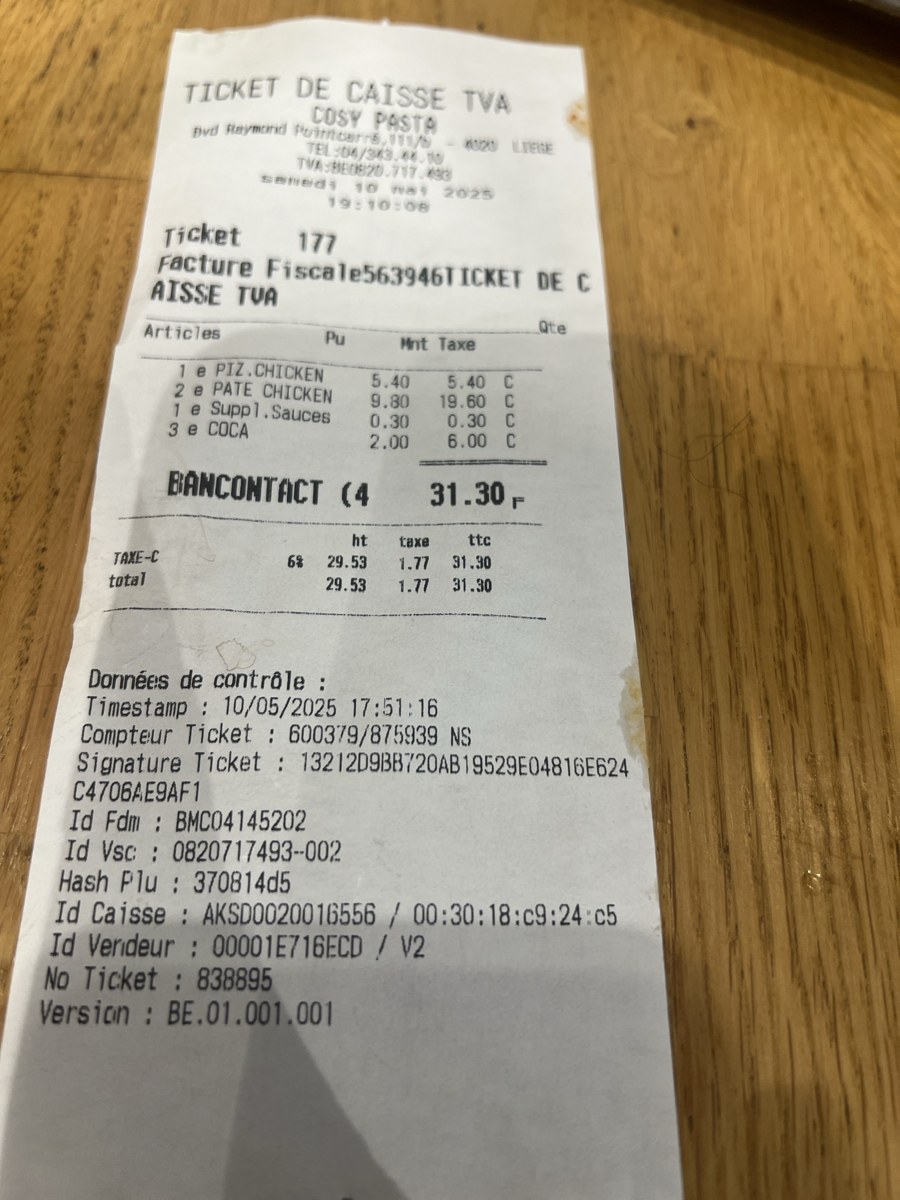 TICKET DE CAISSE TVA
COSY PASTA
Bvd Raymond Poincarré,111/b - 4020 LIEGE
TEL:04/343.44.10
TVA:BE0820.717.493
samedi 10 mai 2025
19:10:08
Ticket 177
Facture Fiscale563946TICKET DE C
AISSE TVA
Articles Pu Mnt Taxe Qte
1 e PIZ.CHICKEN 5.40 5.40 C
2 e PATE CHICKEN 9.80 19.60 C
1 e Suppl.Sauces 0.30 0.30 C
3 e COCA 2.00 6.00 C
BANCONTACT (4 31.30
ht taxe ttc
TAXE-C 6% 29.53 1.77 31.30
total 29.53 1.77 31.30
Données de contrôle :
Timestamp : 10/05/2025 17:51:16
Compteur Ticket : 600379/875939 NS
Signature Ticket : 13212D9BB720AB19529E04816E624
C4706AE9AF1
Id Fdm : BMC04145202
Id Vsc : 0820717493-002
Hash Plu : 370814d5
Id Caisse : AKSD0020016556 / 00:30:18:c9:24:c5
Id Vendeur : 00001E716ECD / V2
No Ticket : 838895
Version : BE.01.001.001